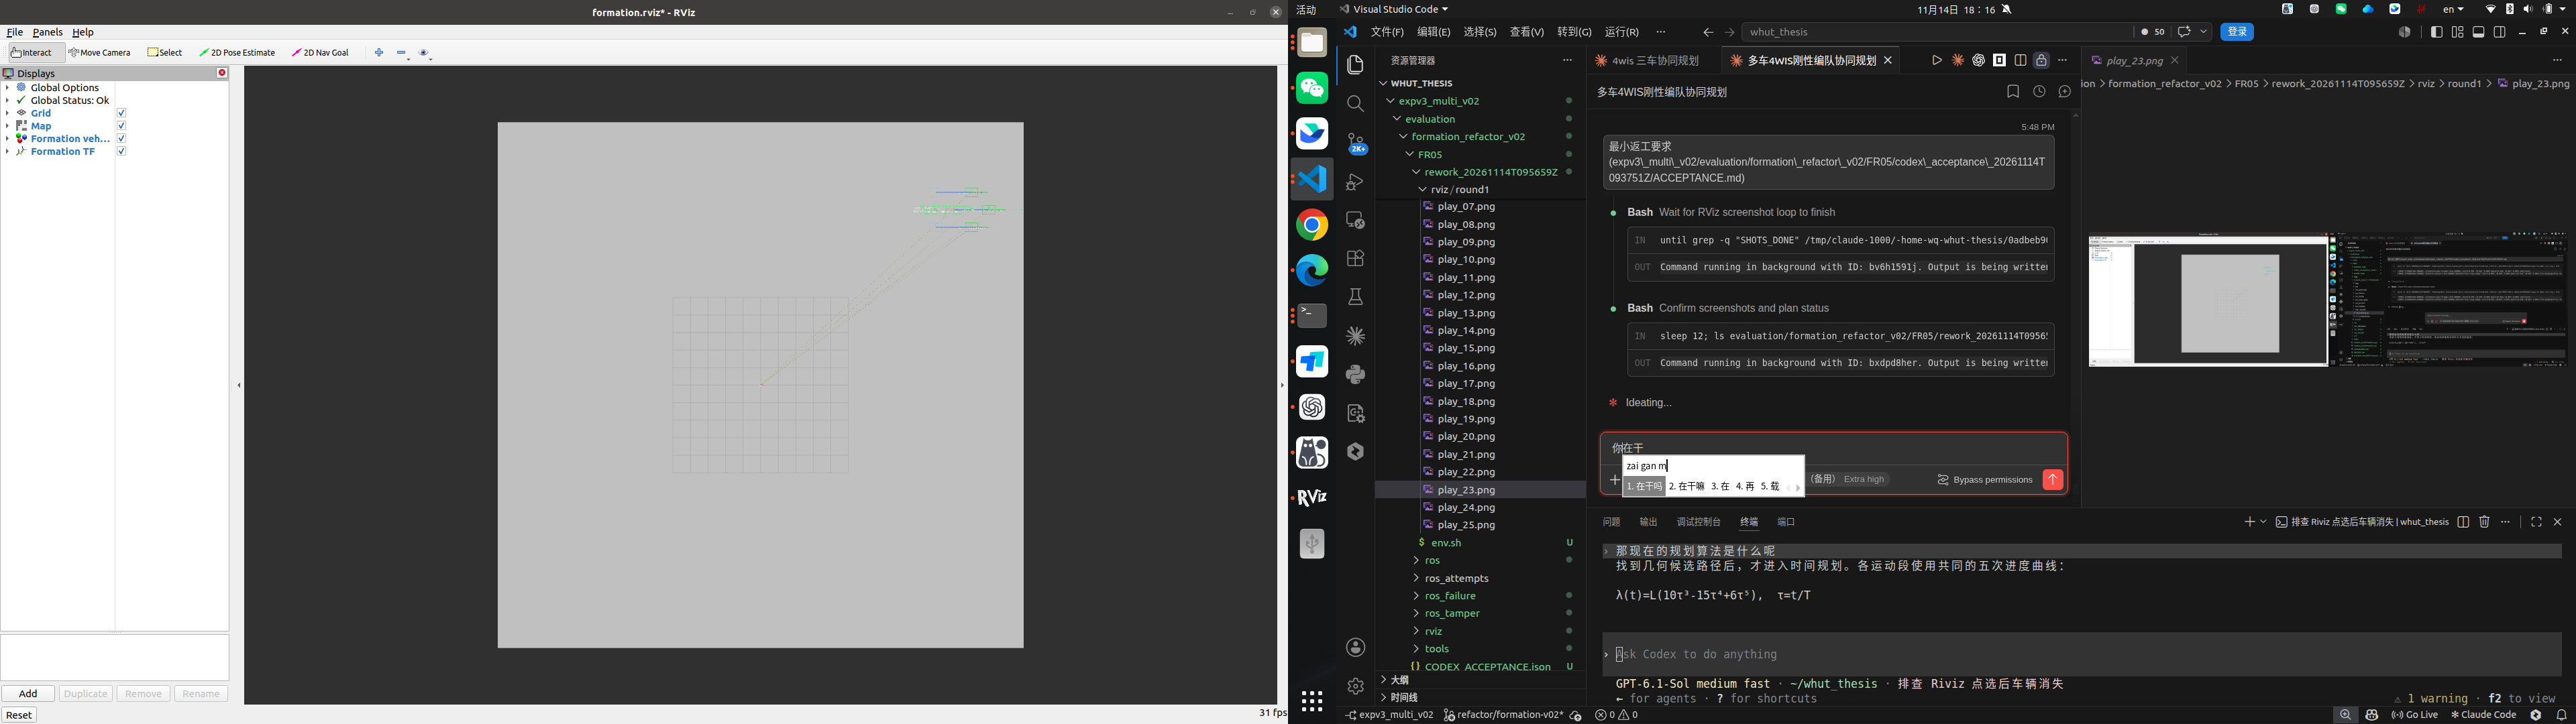 formation.rviz* - RViz
File Panels Help
Interact Move Camera Select 2D Pose Estimate 2D Nav Goal
Displays
Global Options
Global Status: Ok
Grid
Map
Formation veh...
Formation TF
Add Duplicate Remove Rename
Reset
31 fps
活动 Visual Studio Code 11月14日 18：16 en
文件(F) 编辑(E) 选择(S) 查看(V) 转到(G) 运行(R) ··· whut_thesis 50 登录
资源管理器 ···
WHUT_THESIS
expv3_multi_v02
evaluation
formation_refactor_v02
FR05
rework_20261114T095659Z
rviz / round1
play_07.png
play_08.png
play_09.png
play_10.png
play_11.png
play_12.png
play_13.png
play_14.png
play_15.png
play_16.png
play_17.png
play_18.png
play_19.png
play_20.png
play_21.png
play_22.png
play_23.png
play_24.png
play_25.png
env.sh U
ros
ros_attempts
ros_failure
ros_tamper
rviz
tools
CODEX_ACCEPTANCE.json U
大纲
时间线
2K+
RViz
4wis 三车协同规划 多车4WIS刚性编队协同规划
多车4WIS刚性编队协同规划
5:48 PM
最小返工要求
(expv3\_multi\_v02/evaluation/formation\_refactor\_v02/FR05/codex\_acceptance\_20261114T
093751Z/ACCEPTANCE.md)
Bash Wait for RViz screenshot loop to finish
IN until grep -q "SHOTS_DONE" /tmp/claude-1000/-home-wq-whut-thesis/0adbeb9
OUT Command running in background with ID: bv6h1591j. Output is being writte
Bash Confirm screenshots and plan status
IN sleep 12; ls evaluation/formation_refactor_v02/FR05/rework_20261114T0956
OUT Command running in background with ID: bxdpd8her. Output is being writte
Ideating...
你在干
zai gan m
1. 在干吗 2. 在干嘛 3. 在 4. 再 5. 载
（备用） Extra high Bypass permissions
play_23.png
ion > formation_refactor_v02 > FR05 > rework_20261114T095659Z > rviz > round1 > play_23.png
问题 输出 调试控制台 终端 端口
排查 Riviz 点选后车辆消失 | whut_thesis
› 那现在的规划算法是什么呢
找到几何候选路径后，才进入时间规划。各运动段使用共同的五次进度曲线：
λ(t)=L(10τ³-15τ⁴+6τ⁵), τ=t/T
› Ask Codex to do anything
GPT-6.1-Sol medium fast · ~/whut_thesis · 排查 Riviz 点选后车辆消失
← for agents · ? for shortcuts ⚠ 1 warning · f2 to view
expv3_multi_v02 refactor/formation-v02* 0 0 Go Live Claude Code